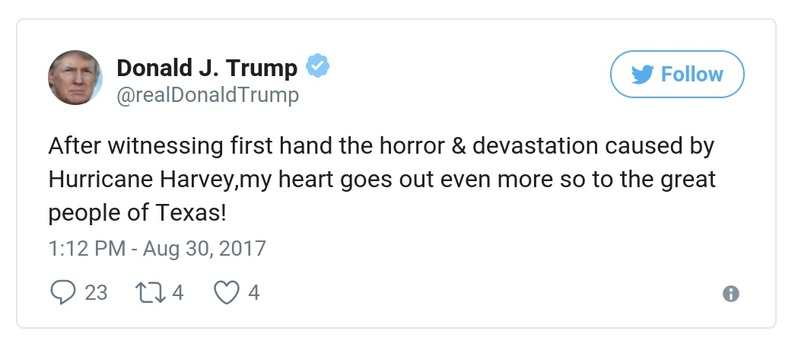 Donald J. Trump
Follow
@realDonaldTrump
After witnessing first hand the horror & devastation caused by
Hurricane Harvey,my heart goes out even more so to the great
people of Texas!
1:12 PM - Aug 30, 2017
23 4 4